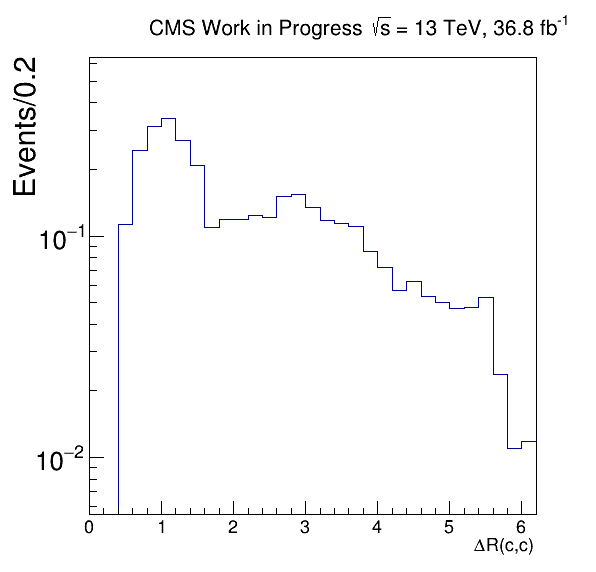 CMS Work in Progress √s = 13 TeV, 36.8 fb⁻¹
Events/0.2
10⁻¹
10⁻²
0 1 2 3 4 5 6
ΔR(c,c)